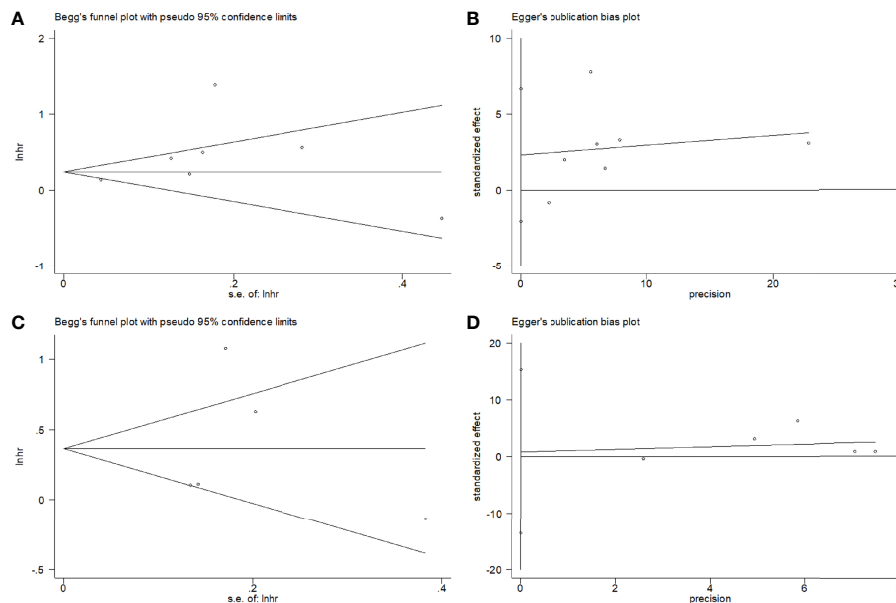 A
Begg's funnel plot with pseudo 95% confidence limits
2
1
0
-1
lnhr
0
.2
.4
s.e. of: lnhr
B
Egger's publication bias plot
10
5
0
-5
standardized effect
0
10
20
precision
C
Begg's funnel plot with pseudo 95% confidence limits
1
.5
0
-.5
lnhr
0
.2
.4
s.e. of: lnhr
D
Egger's publication bias plot
20
10
0
-10
-20
standardized effect
0
2
4
6
precision